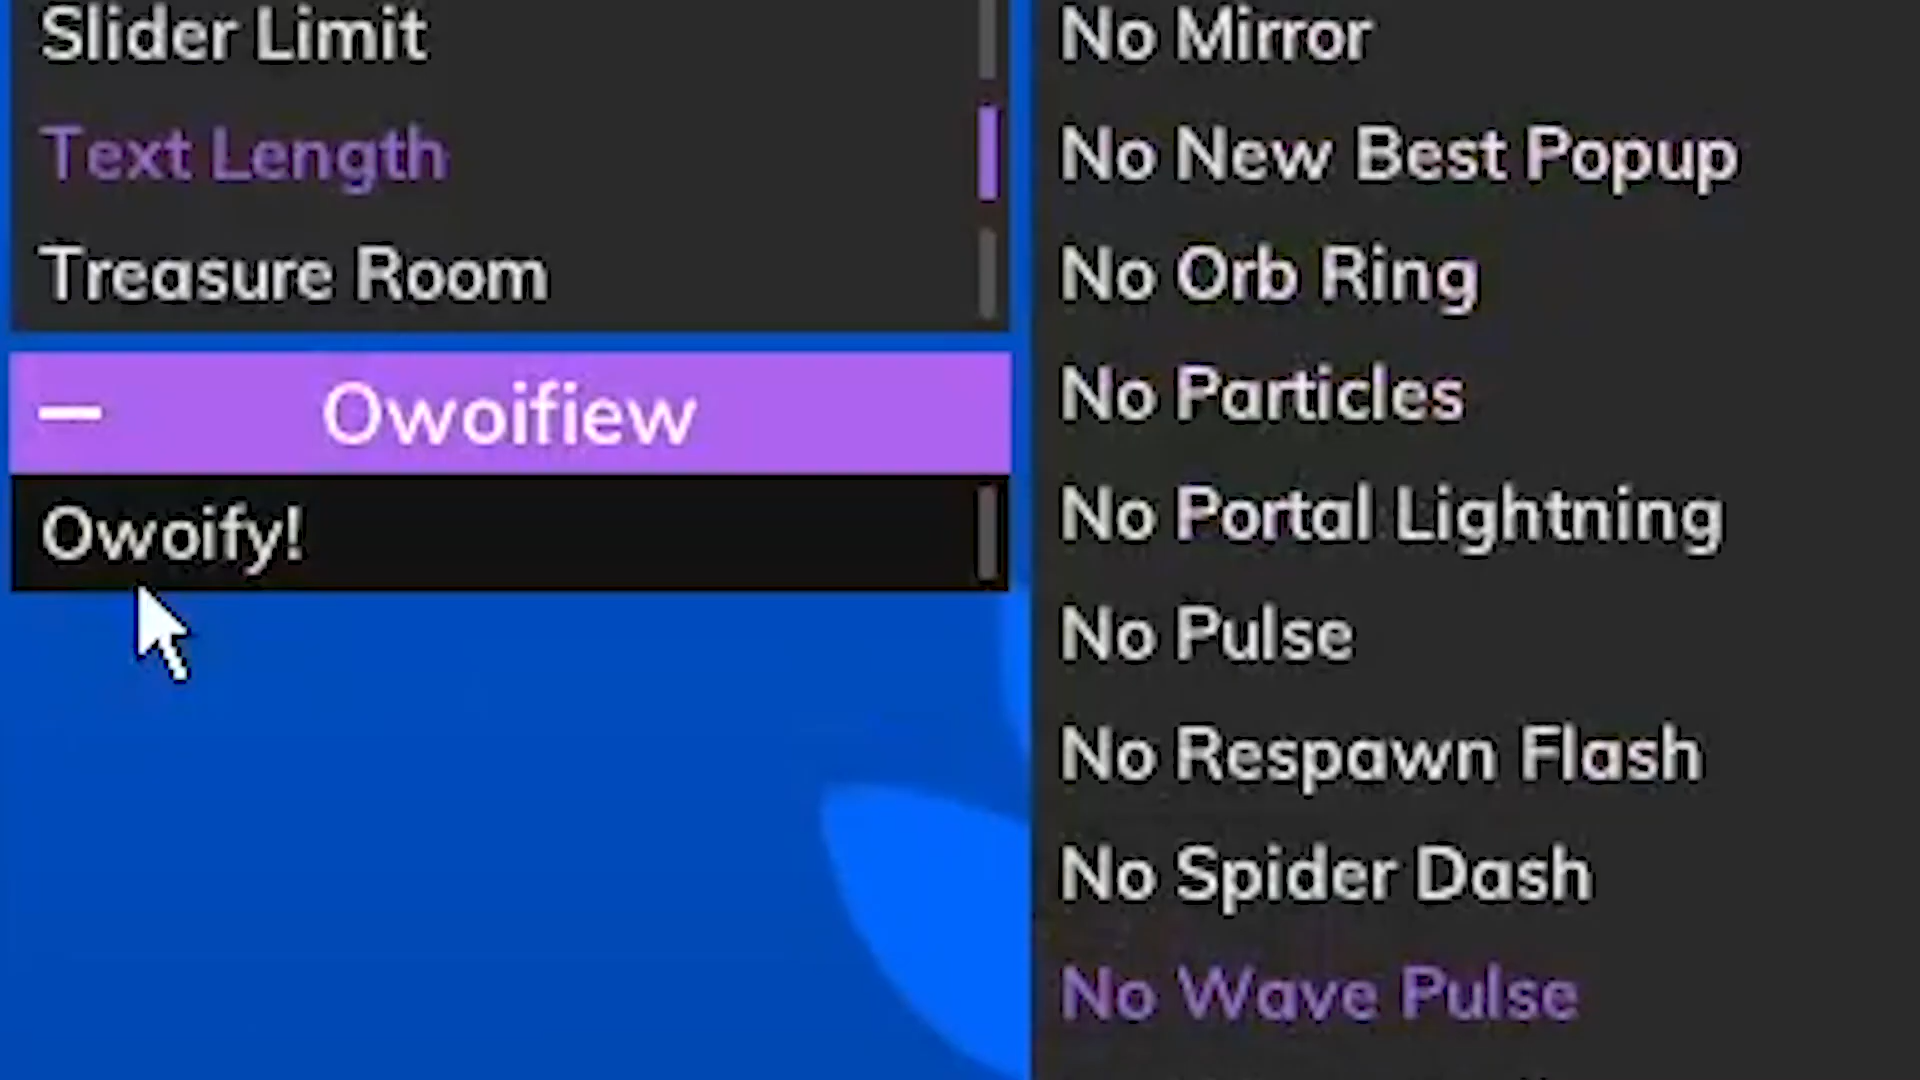 Slider Limit
Text Length
Treasure Room
Owoifiew
Owoify!
No Mirror
No New Best Popup
No Orb Ring
No Particles
No Portal Lightning
No Pulse
No Respawn Flash
No Spider Dash
No Wave Pulse